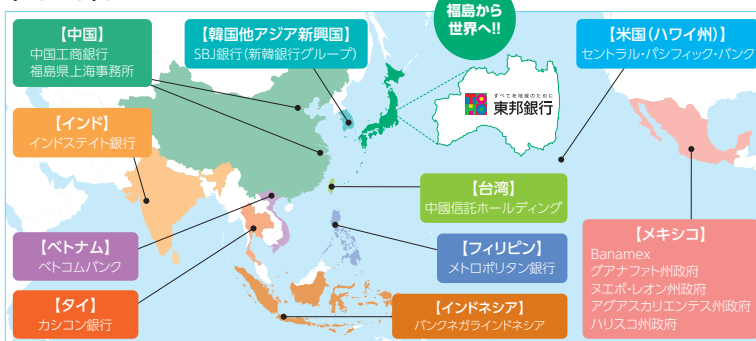 福島から
世界へ!!
【中国】
中国工商銀行
福島県上海事務所
【韓国他アジア新興国】
SBJ銀行(新韓銀行グループ)
【米国(ハワイ州)】
セントラル・パシフィック・バンク
すべてを地域のために
東邦銀行
【インド】
インドステイト銀行
【台湾】
中國信託ホールディング
【ベトナム】
ベトコムバンク
【フィリピン】
メトロポリタン銀行
【メキシコ】
Banamex
グアナファト州政府
ヌエボ・レオン州政府
アグアスカリエンテス州政府
ハリスコ州政府
【タイ】
カシコン銀行
【インドネシア】
バンクネガラインドネシア